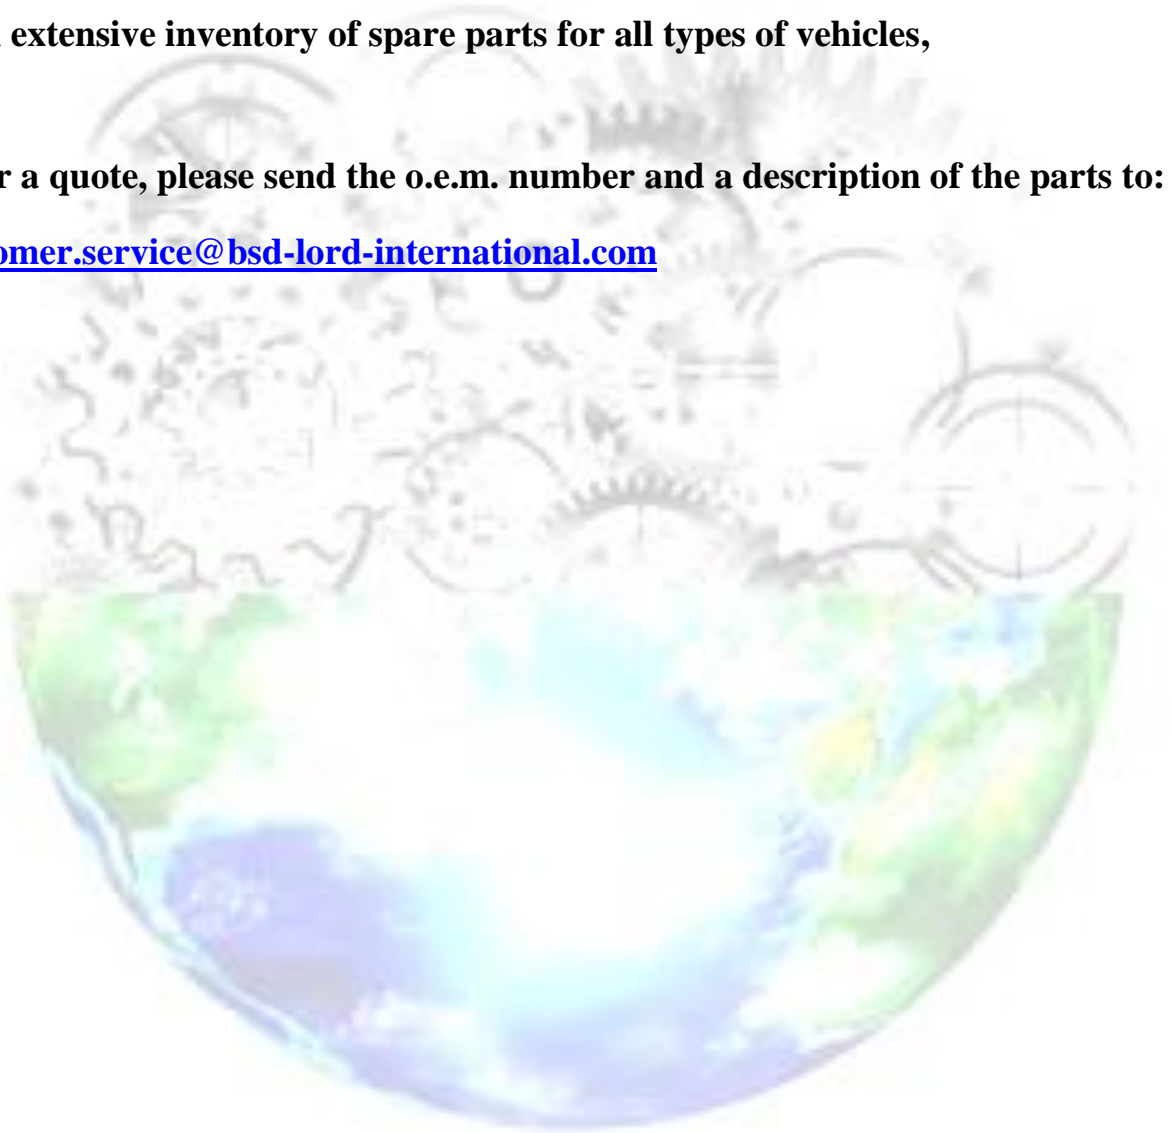 extensive inventory of spare parts for all types of vehicles,
r a quote, please send the o.e.m. number and a description of the parts to:
omer.service@bsd-lord-international.com